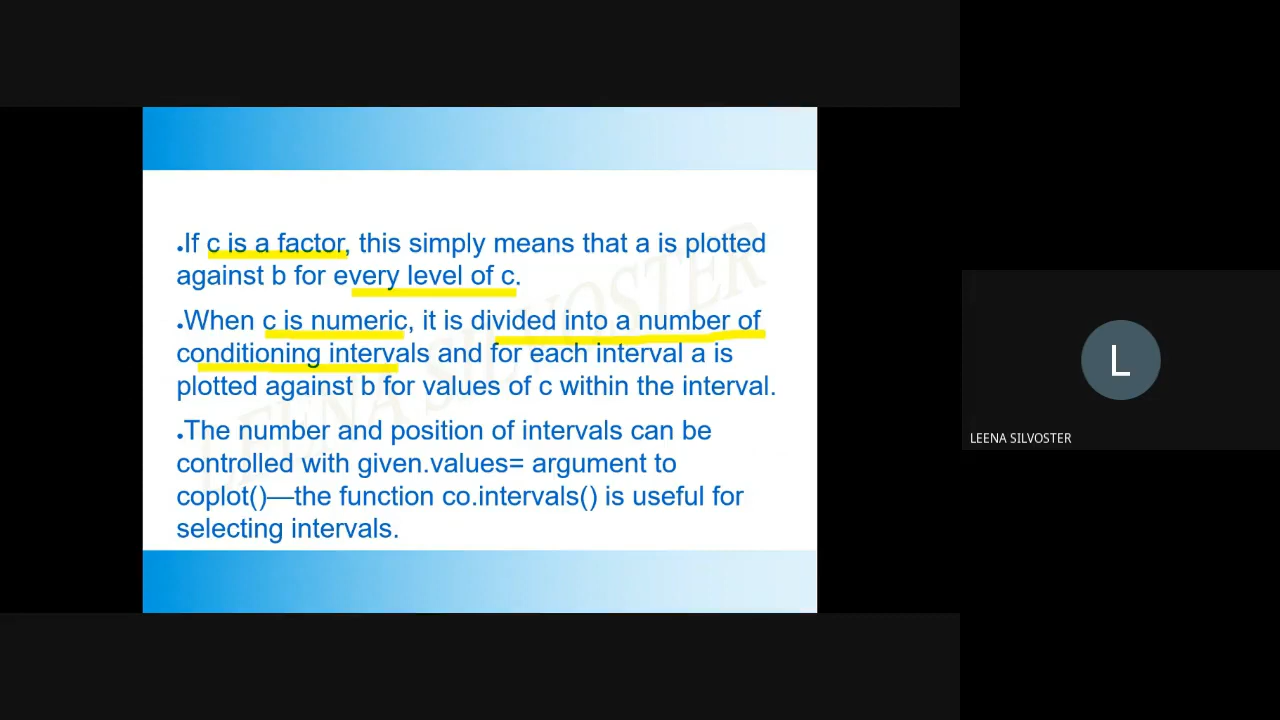 •If c is a factor, this simply means that a is plotted
against b for every level of c.
•When c is numeric, it is divided into a number of
conditioning intervals and for each interval a is
plotted against b for values of c within the interval.
•The number and position of intervals can be
controlled with given.values= argument to
coplot()—the function co.intervals() is useful for
selecting intervals.
LEENA SILVOSTER
L
LEENA SILVOSTER